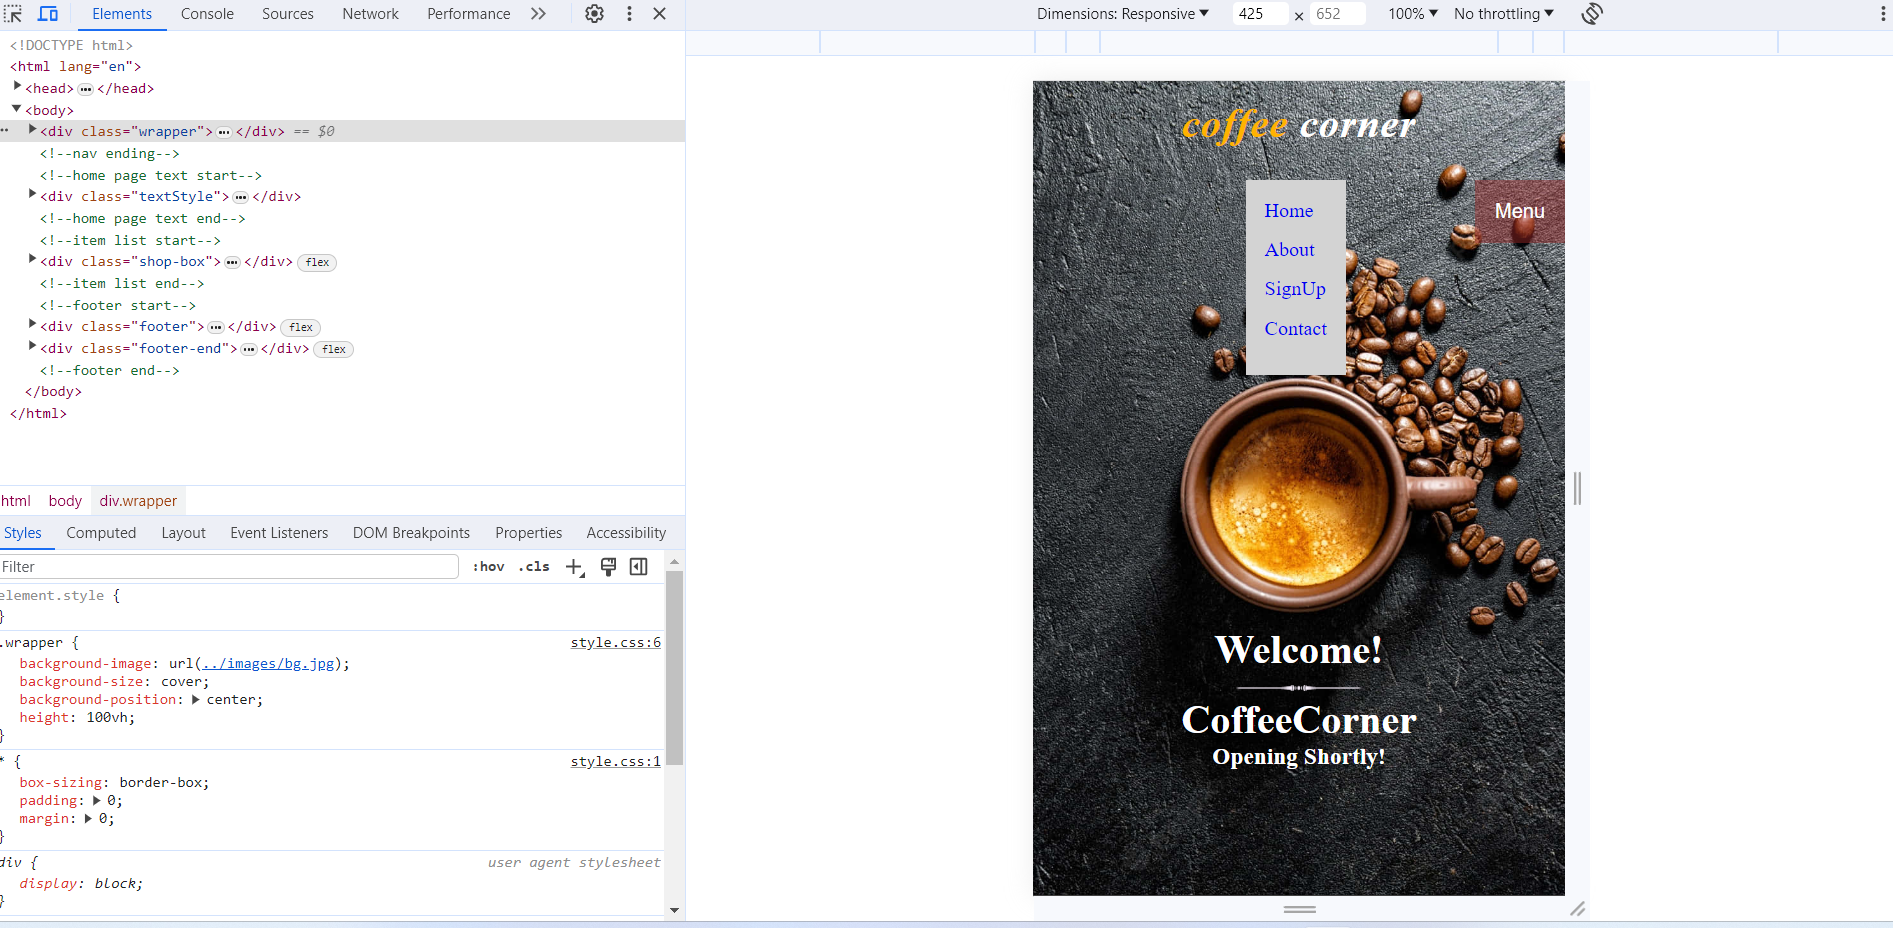 Elements Console Sources Network Performance
<!DOCTYPE html>
<html lang="en">
<head> ••• </head>
<body>
<div class="wrapper"> ••• </div> == $0
<!--nav ending-->
<!--home page text start-->
<div class="textStyle"> ••• </div>
<!--home page text end-->
<!--item list start-->
<div class="shop-box"> ••• </div> flex
<!--item list end-->
<!--footer start-->
<div class="footer"> ••• </div> flex
<div class="footer-end"> ••• </div> flex
<!--footer end-->
</body>
</html>
html body div.wrapper
Styles Computed Layout Event Listeners DOM Breakpoints Properties Accessibility
Filter :hov .cls
element.style {
}
.wrapper { style.css:6
background-image: url(../images/bg.jpg);
background-size: cover;
background-position: center;
height: 100vh;
}
* { style.css:1
box-sizing: border-box;
padding: 0;
margin: 0;
}
div { user agent stylesheet
display: block;
}
Dimensions: Responsive 425 × 652 100% No throttling
coffee corner
Home
About
SignUp
Contact
Menu
Welcome!
CoffeeCorner
Opening Shortly!